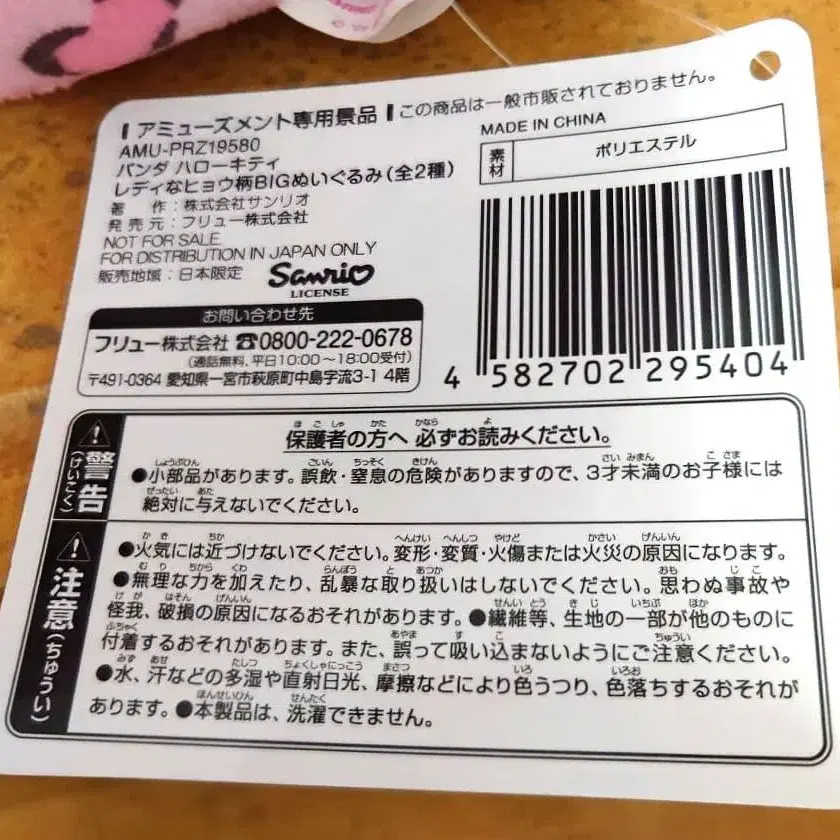 アミューズメント専用景品 この商品は一般市販されておりません。
AMU-PRZ19580
パンダ ハローキティ
レディなヒョウ柄BIGぬいぐるみ(全2種)
著 作:株式会社サンリオ
発 売 元:フリュー株式会社
NOT FOR SALE
FOR DISTRIBUTION IN JAPAN ONLY
販売地域:日本限定
Sanrio
LICENSE
MADE IN CHINA
素材 ポリエステル
お問い合わせ先
フリュー株式会社 ☎0800-222-0678
(通話無料、平日10:00~18:00受付)
〒491-0364 愛知県一宮市萩原町中島字流3-1 4階
4 582702 295404
警告(けいこく)
保護者の方へ 必ずお読みください。
●小部品があります。誤飲・窒息の危険がありますので、3才未満のお子様には
絶対に与えないでください。
注意(ちゅうい)
●火気には近づけないでください。変形・変質・火傷または火災の原因になります。
●無理な力を加えたり、乱暴な取り扱いはしないでください。思わぬ事故や
怪我、破損の原因になるおそれがあります。●繊維等、生地の一部が他のものに
付着するおそれがあります。また、誤って吸い込まないようにご注意ください。
●水、汗などの多湿や直射日光、摩擦などにより色うつり、色落ちするおそれが
あります。●本製品は、洗濯できません。